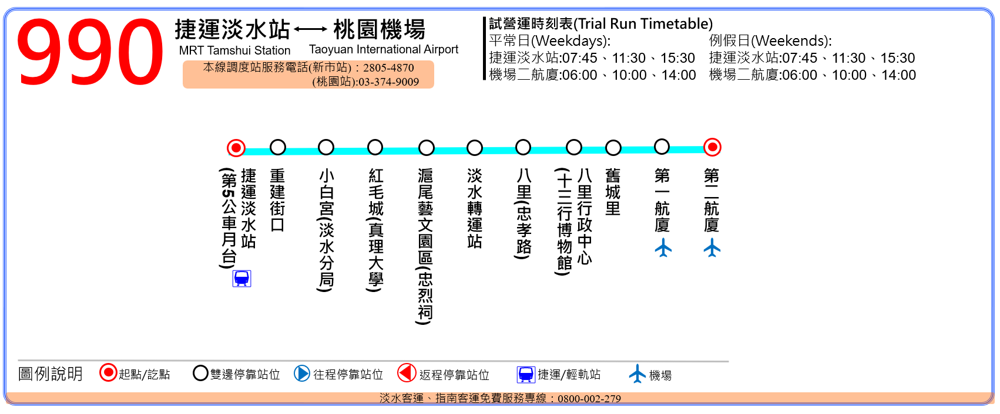 990
捷運淡水站 桃園機場
MRT Tamshui Station Taoyuan International Airport
本線調度站服務電話(新市站)：2805-4870
(桃園站):03-374-9009
試營運時刻表(Trial Run Timetable)
平常日(Weekdays):
捷運淡水站:07:45、11:30、15:30
機場二航廈:06:00、10:00、14:00
例假日(Weekends):
捷運淡水站:07:45、11:30、15:30
機場二航廈:06:00、10:00、14:00
捷運淡水站
(第5公車月台)
重建街口
小白宮(淡水分局)
紅毛城(真理大學)
滬尾藝文園區(忠烈祠)
淡水轉運站
八里(忠孝路)
八里行政中心
(十三行博物館)
舊城里
第一航廈
第二航廈
圖例說明 起點/訖點 雙邊停靠站位 往程停靠站位 返程停靠站位 捷運/輕軌站 機場
淡水客運、指南客運免費服務專線：0800-002-279